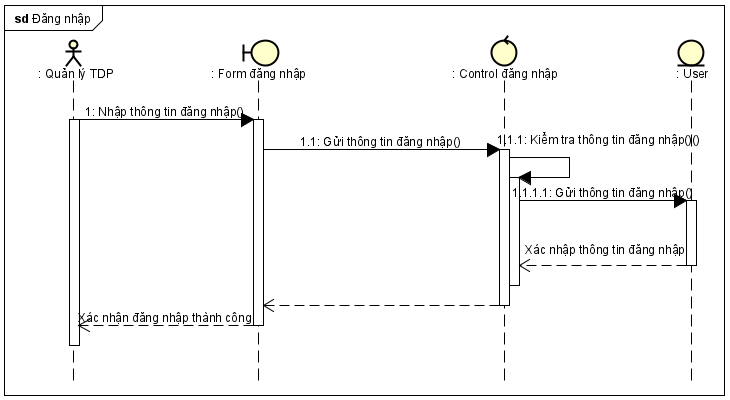 sd Đăng nhập
: Quản lý TDP
: Form đăng nhập
: Control đăng nhập
: User
1: Nhập thông tin đăng nhập()
1.1: Gửi thông tin đăng nhập()
1.1.1: Kiểm tra thông tin đăng nhập()()
1.1.1.1: Gửi thông tin đăng nhập()
Xác nhập thông tin đăng nhập
Xác nhận đăng nhập thành công